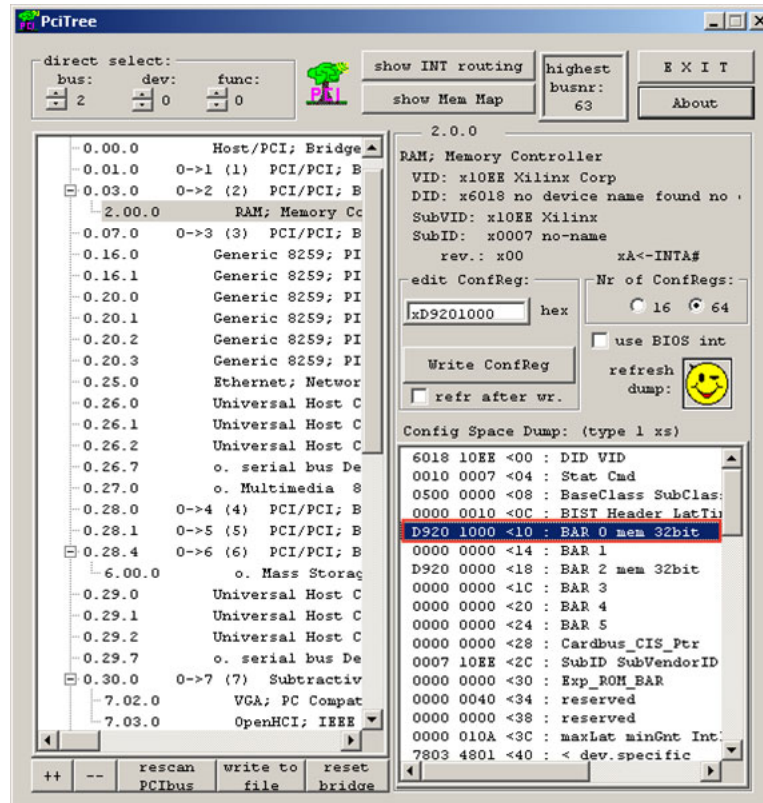 PciTree
direct select:
bus: dev: func:
2 0 0
PCI
show INT routing
show Mem Map
highest
busnr:
63
E X I T
About
0.00.0 Host/PCI; Bridge
0.01.0 0->1 (1) PCI/PCI; B
0.03.0 0->2 (2) PCI/PCI; B
2.00.0 RAM; Memory Co
0.07.0 0->3 (3) PCI/PCI; B
0.16.0 Generic 8259; PI
0.16.1 Generic 8259; PI
0.20.0 Generic 8259; PI
0.20.1 Generic 8259; PI
0.20.2 Generic 8259; PI
0.20.3 Generic 8259; PI
0.25.0 Ethernet; Networ
0.26.0 Universal Host C
0.26.1 Universal Host C
0.26.2 Universal Host C
0.26.7 o. serial bus De
0.27.0 o. Multimedia 8
0.28.0 0->4 (4) PCI/PCI; B
0.28.1 0->5 (5) PCI/PCI; B
0.28.4 0->6 (6) PCI/PCI; B
6.00.0 o. Mass Storag
0.29.0 Universal Host C
0.29.1 Universal Host C
0.29.2 Universal Host C
0.29.7 o. serial bus De
0.30.0 0->7 (7) Subtractiv
7.02.0 VGA; PC Compat
7.03.0 OpenHCI; IEEE
++ -- rescan PCIbus write to file reset bridge
2.0.0
RAM; Memory Controller
VID: x10EE Xilinx Corp
DID: x6018 no device name found no
SubVID: x10EE Xilinx
SubID: x0007 no-name
rev.: x00 xA<-INTA#
edit ConfReg:
xD9201000 hex
Write ConfReg
refr after wr.
Nr of ConfRegs:
16 64
use BIOS int
refresh
dump:
Config Space Dump: (type 1 xs)
6018 10EE <00 : DID VID
0010 0007 <04 : Stat Cmd
0500 0000 <08 : BaseClass SubClas
0000 0010 <0C : BIST Header LatTi
D920 1000 <10 : BAR 0 mem 32bit
0000 0000 <14 : BAR 1
D920 0000 <18 : BAR 2 mem 32bit
0000 0000 <1C : BAR 3
0000 0000 <20 : BAR 4
0000 0000 <24 : BAR 5
0000 0000 <28 : Cardbus_CIS_Ptr
0007 10EE <2C : SubID SubVendorID
0000 0000 <30 : Exp_ROM_BAR
0000 0040 <34 : reserved
0000 0000 <38 : reserved
0000 010A <3C : maxLat minGnt Int
7803 4801 <40 : < dev.specific